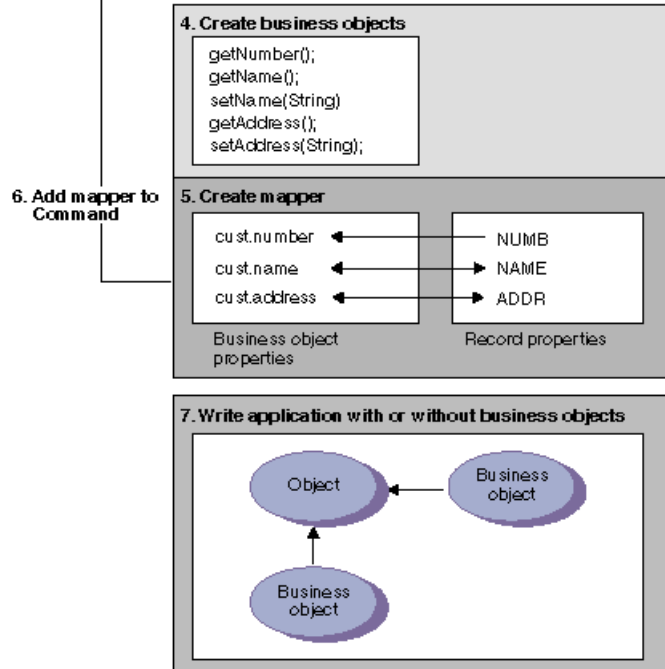 4. Create business objects
getNumber();
getName();
setName(String)
getAddress();
setAddress(String);
6. Add mapper to
Command
5. Create mapper
cust.number
NUMB
cust.name
NAME
cust.address
ADDR
Business object
properties
Record properties
7. Write application with or without business objects
Object
Business
object
Business
object